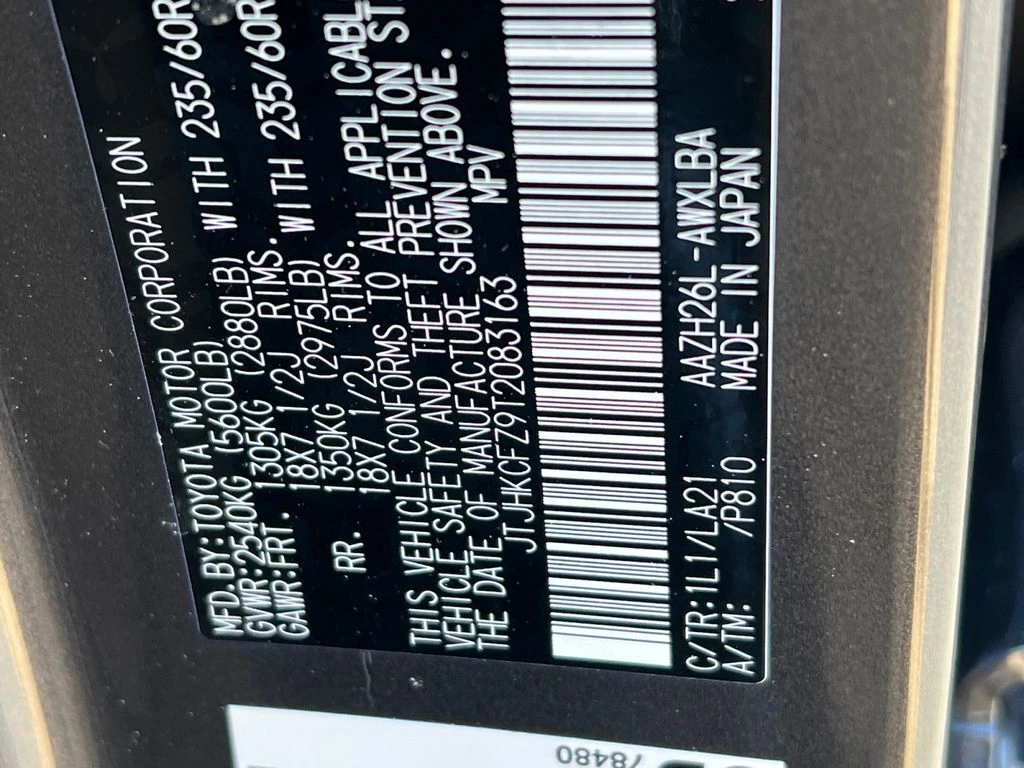 MFD.BY:TOYOTA MOTOR CORPORATION
GVWR:2540KG (5600LB)
GAWR:FRT. 1305KG (2880LB) WITH 235/60R
18X7 1/2J RIMS.
RR. 1350KG (2975LB) WITH 235/60R
18X7 1/2J RIMS.
THIS VEHICLE CONFORMS TO ALL APPLICABL
VEHICLE SAFETY AND THEFT PREVENTION ST
THE DATE OF MANUFACTURE SHOWN ABOVE.
JTJHKCFZ9T2083163 MPV
C/TR:1L1/LA21 AAZH26L-AWXLBA
A/TM: /P810 MADE IN JAPAN
78480